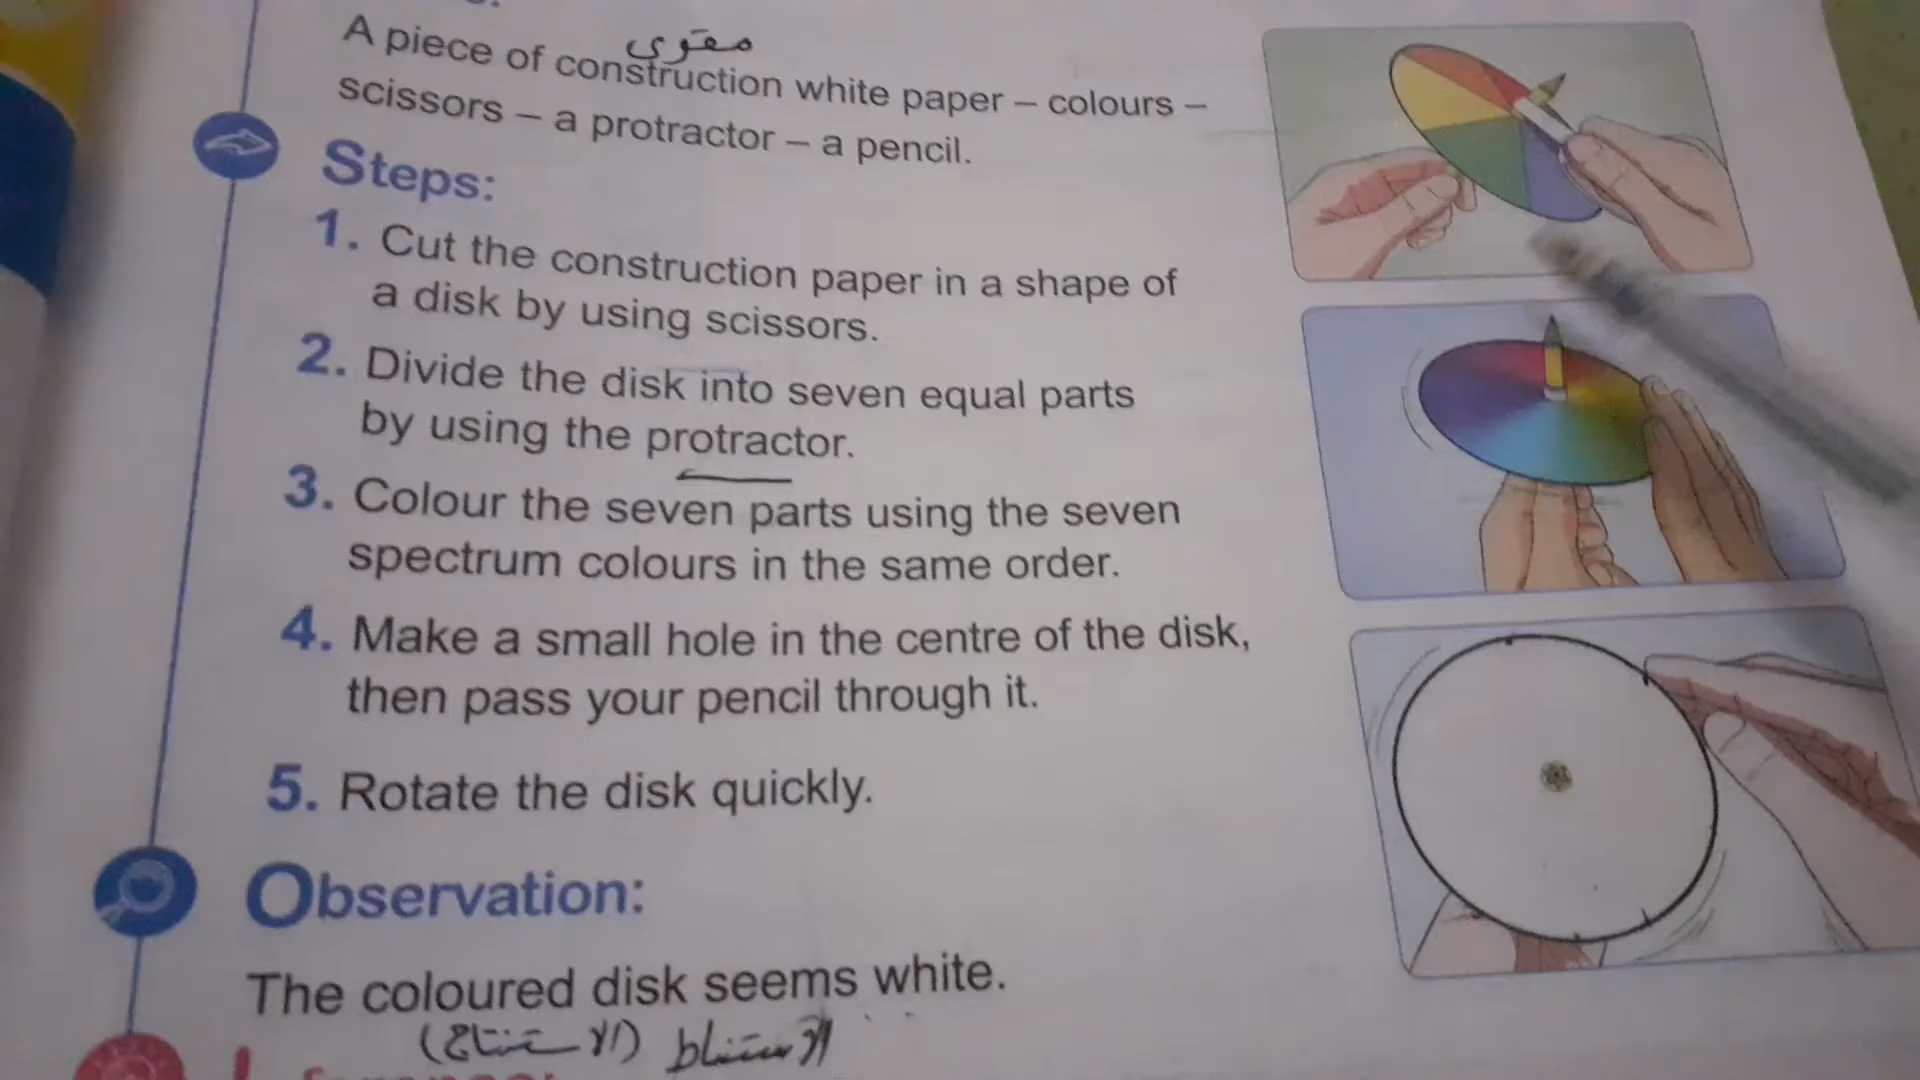 مقوى
A piece of construction white paper – colours –
scissors – a protractor – a pencil.
Steps:
1. Cut the construction paper in a shape of
a disk by using scissors.
2. Divide the disk into seven equal parts
by using the protractor.
3. Colour the seven parts using the seven
spectrum colours in the same order.
4. Make a small hole in the centre of the disk,
then pass your pencil through it.
5. Rotate the disk quickly.
Observation:
The coloured disk seems white.
الاستنباط (الاستنتاج)